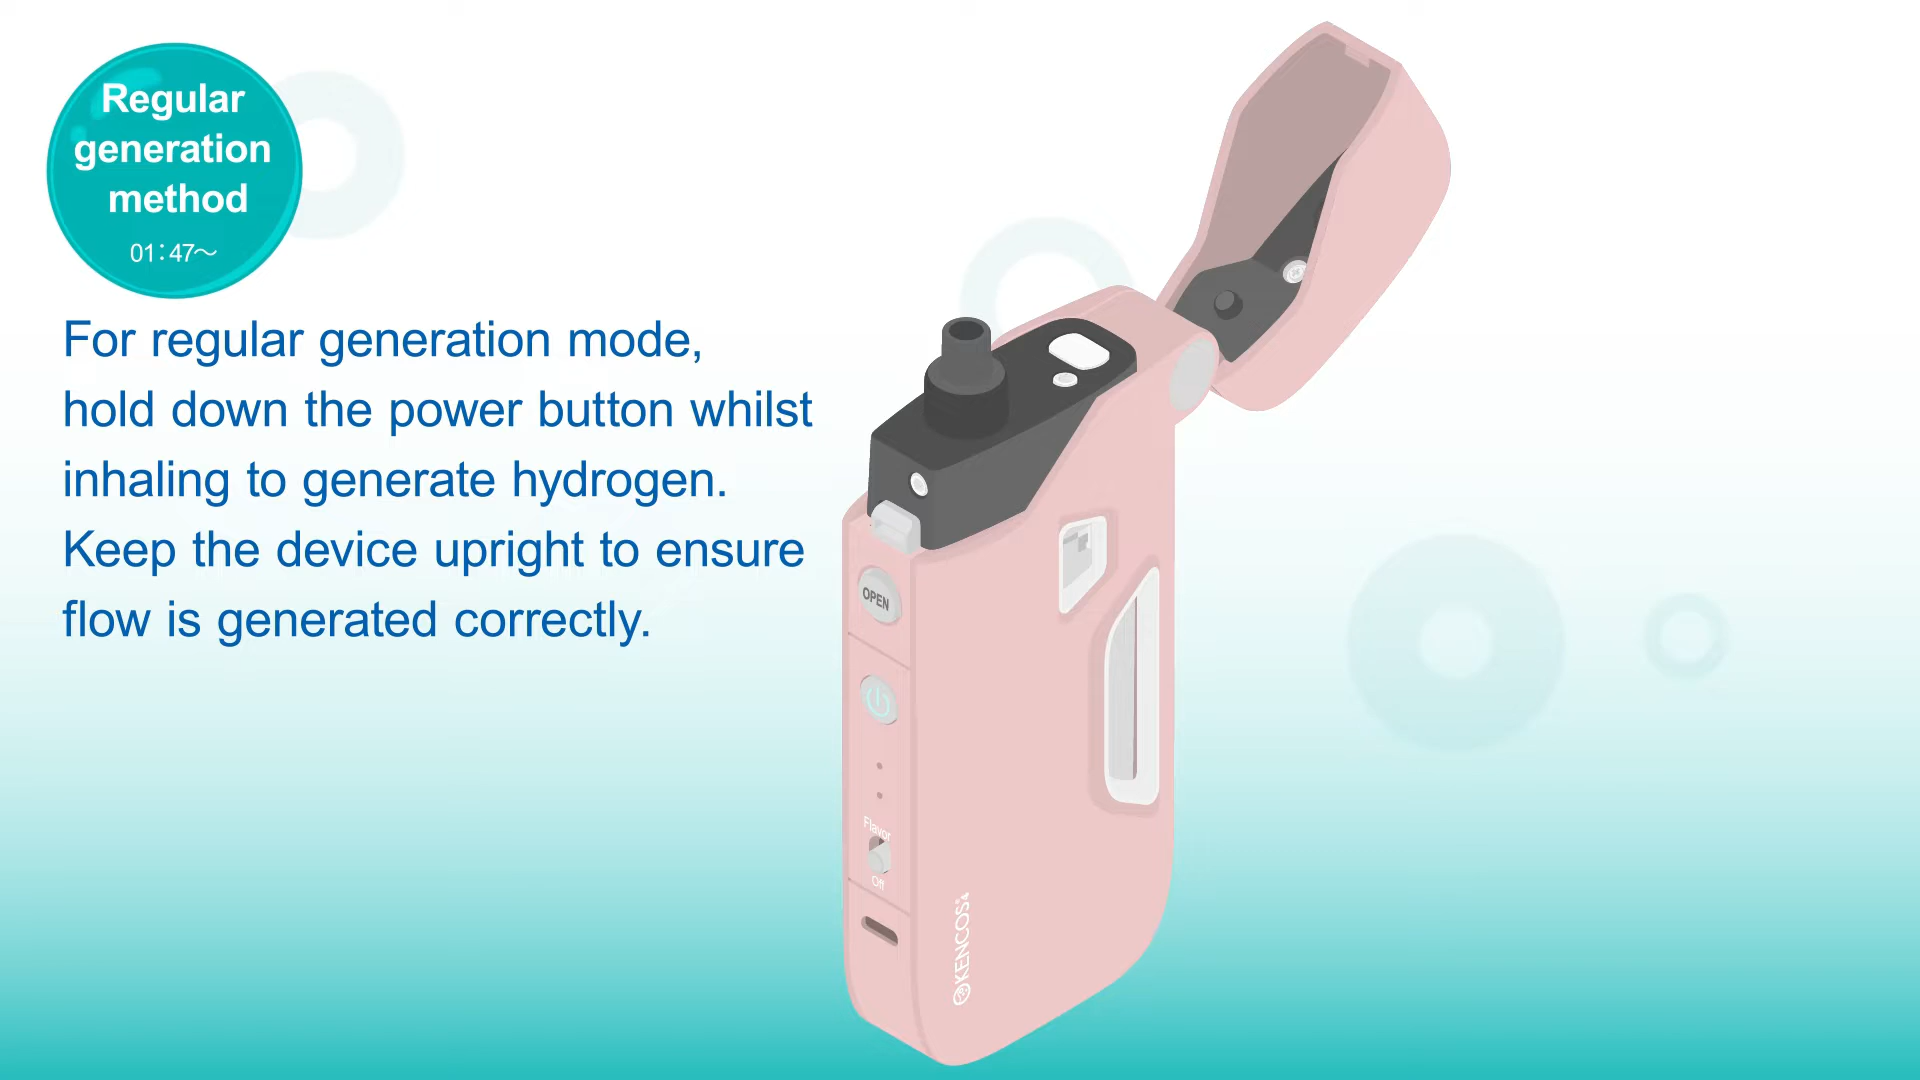 Regular
generation
method
01:47～
For regular generation mode,
hold down the power button whilst
inhaling to generate hydrogen.
Keep the device upright to ensure
flow is generated correctly.
OPEN
Flavor
Off
KENCOS4